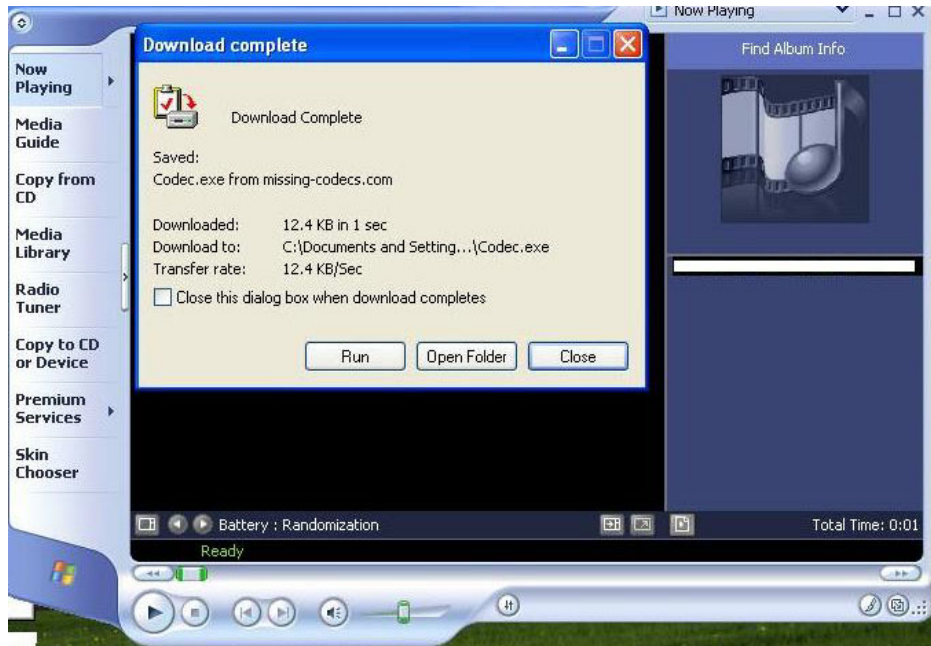 Now Playing
Find Album Info
Now
Playing
Media
Guide
Copy from
CD
Media
Library
Radio
Tuner
Copy to CD
or Device
Premium
Services
Skin
Chooser
Download complete
Download Complete
Saved:
Codec.exe from missing-codecs.com
Downloaded: 12.4 KB in 1 sec
Download to: C:\Documents and Setting...\Codec.exe
Transfer rate: 12.4 KB/Sec
Close this dialog box when download completes
Run Open Folder Close
Battery : Randomization
Total Time: 0:01
Ready